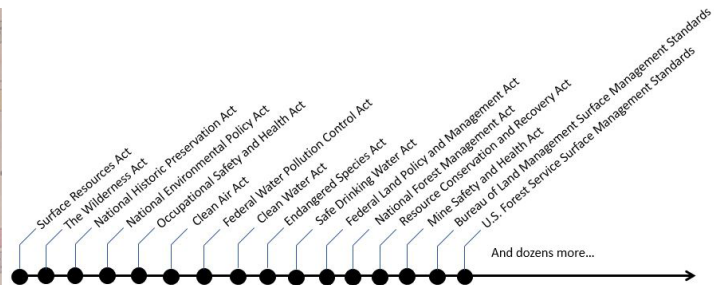 Surface Resources Act
The Wilderness Act
National Historic Preservation Act
National Environmental Policy Act
Occupational Safety and Health Act
Clean Air Act
Federal Water Pollution Control Act
Clean Water Act
Endangered Species Act
Safe Drinking Water Act
Federal Land Policy and Management Act
National Forest Management Act
Resource Conservation and Recovery Act
Mine Safety and Health Act
Bureau of Land Management Surface Management Standards
U.S. Forest Service Surface Management Standards
And dozens more...